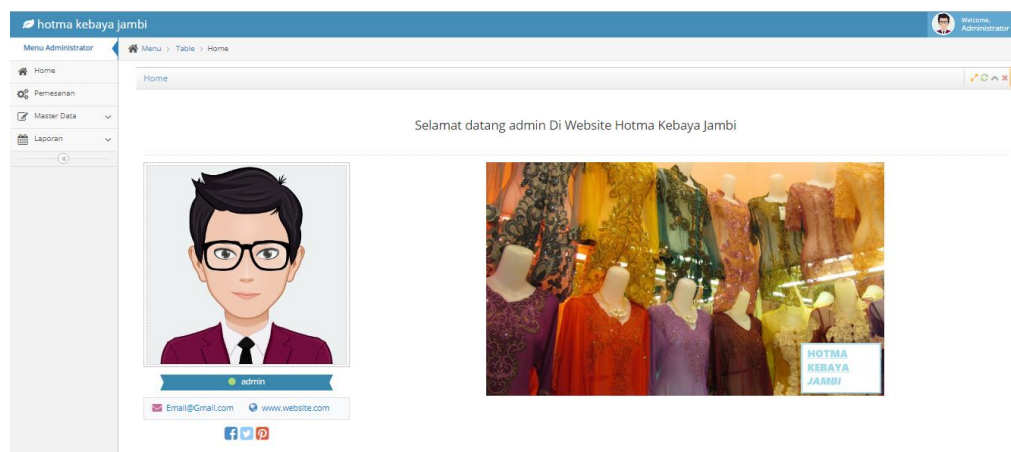 hotma kebaya jambi
Welcome,
Administrator
Menu Administrator
Menu > Table > Home
Home
Pemesanan
Master Data
Laporan
Home
Selamat datang admin Di Website Hotma Kebaya Jambi
HOTMA
KEBAYA
JAMBI
admin
Email@Gmail.com www.website.com